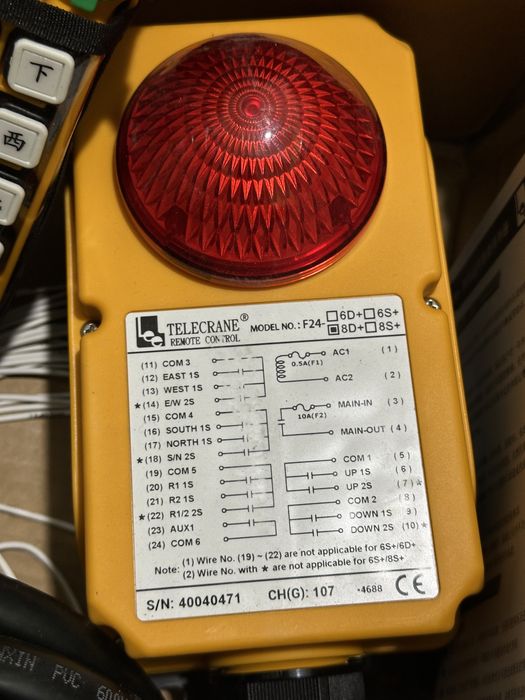 下
西
TELECRANE®
REMOTE CONTROL
MODEL NO.: F24- □6D+ □6S+
■8D+ □8S+
(11) COM 3
(12) EAST 1S
(13) WEST 1S
★(14) E/W 2S
(15) COM 4
(16) SOUTH 1S
(17) NORTH 1S
★(18) S/N 2S
(19) COM 5
(20) R1 1S
(21) R2 1S
★(22) R1/2 2S
(23) AUX1
(24) COM 6
AC1 (1)
0.5A(F1)
AC2 (2)
MAIN-IN (3)
10A(F2)
MAIN-OUT (4)
COM 1 (5)
UP 1S (6)
UP 2S (7)★
COM 2 (8)
DOWN 1S (9)
DOWN 2S (10)★
Note: (1) Wire No. (19) ~ (22) are not applicable for 6S+/6D+
(2) Wire No. with ★ are not applicable for 6S+/8S+
S/N: 40040471 CH(G): 107 -4688 CE
PVC 600